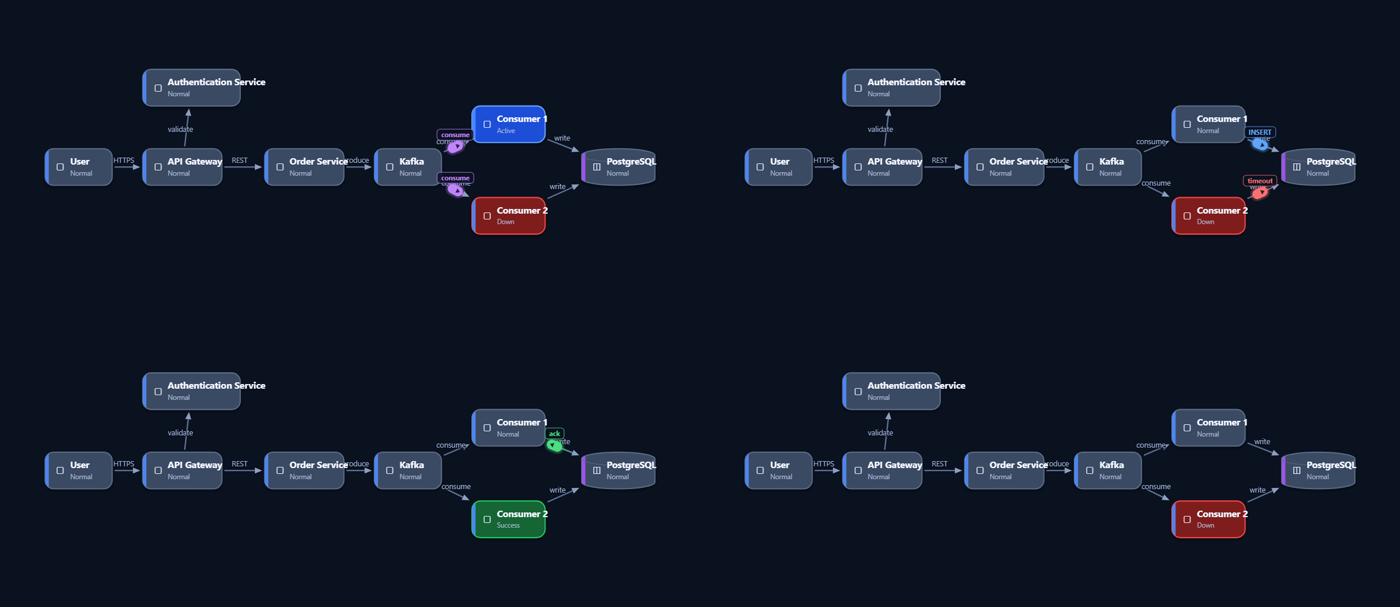 Authentication Service
Normal
validate
User
Normal
HTTPS
API Gateway
Normal
REST
Order Service
Normal
roduce
Kafka
Normal
consume
consume
Consumer 1
Active
Consumer 2
Down
write
write
PostgreSQL
Normal
Authentication Service
Normal
validate
User
Normal
HTTPS
API Gateway
Normal
REST
Order Service
Normal
roduce
Kafka
Normal
consume
consume
Consumer 1
Normal
INSERT
timeout
Consumer 2
Down
PostgreSQL
Normal
Authentication Service
Normal
validate
User
Normal
HTTPS
API Gateway
Normal
REST
Order Service
Normal
roduce
Kafka
Normal
consume
consume
Consumer 1
Normal
ack
Consumer 2
Success
write
PostgreSQL
Normal
Authentication Service
Normal
validate
User
Normal
HTTPS
API Gateway
Normal
REST
Order Service
Normal
roduce
Kafka
Normal
consume
consume
Consumer 1
Normal
Consumer 2
Down
write
write
PostgreSQL
Normal